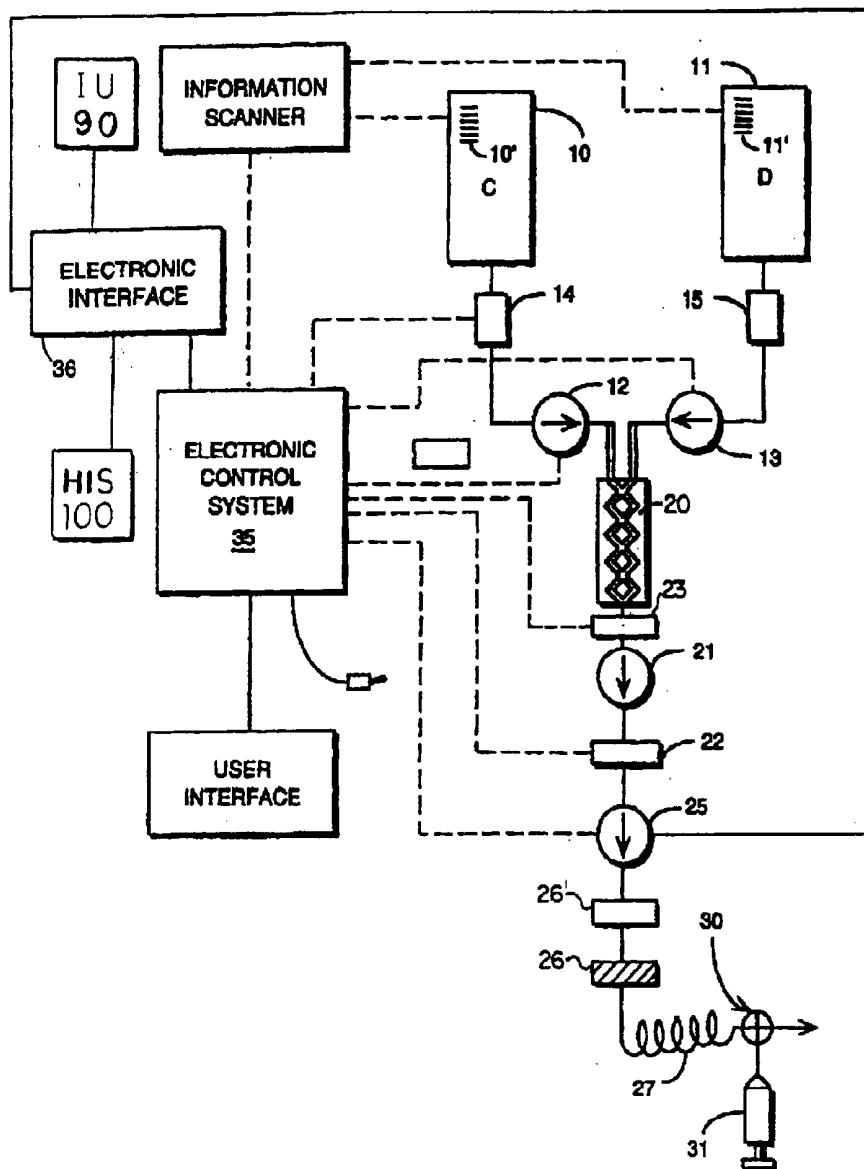 IU
90
INFORMATION
SCANNER
11
10'
10
C
11'
D
ELECTRONIC
INTERFACE
36
14
15
12
13
HIS
100
ELECTRONIC
CONTROL
SYSTEM
35
20
23
21
22
USER
INTERFACE
25
26'
26
30
27
31